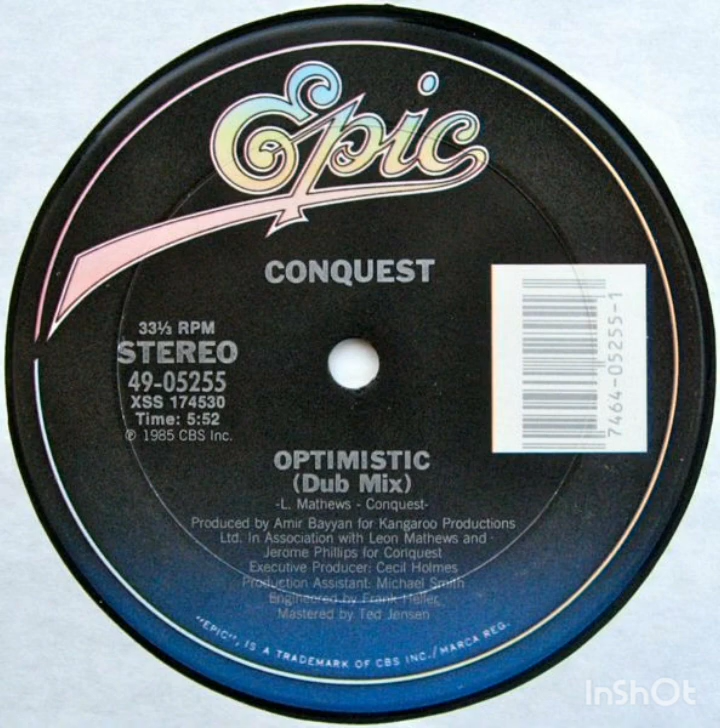 Epic
CONQUEST
33⅓ RPM
STEREO
49-05255
XSS 174530
Time: 5:52
℗ 1985 CBS Inc.
7464-05255-1
OPTIMISTIC
(Dub Mix)
-L. Mathews - Conquest-
Produced by Amir Bayyan for Kangaroo Productions
Ltd. In Association with Leon Mathews and
Jerome Phillips for Conquest
Executive Producer: Cecil Holmes
Production Assistant: Michael Smith
Engineered by Frank Heller
Mastered by Ted Jensen
"EPIC", IS A TRADEMARK OF CBS INC./MARCA REG.
InShOt